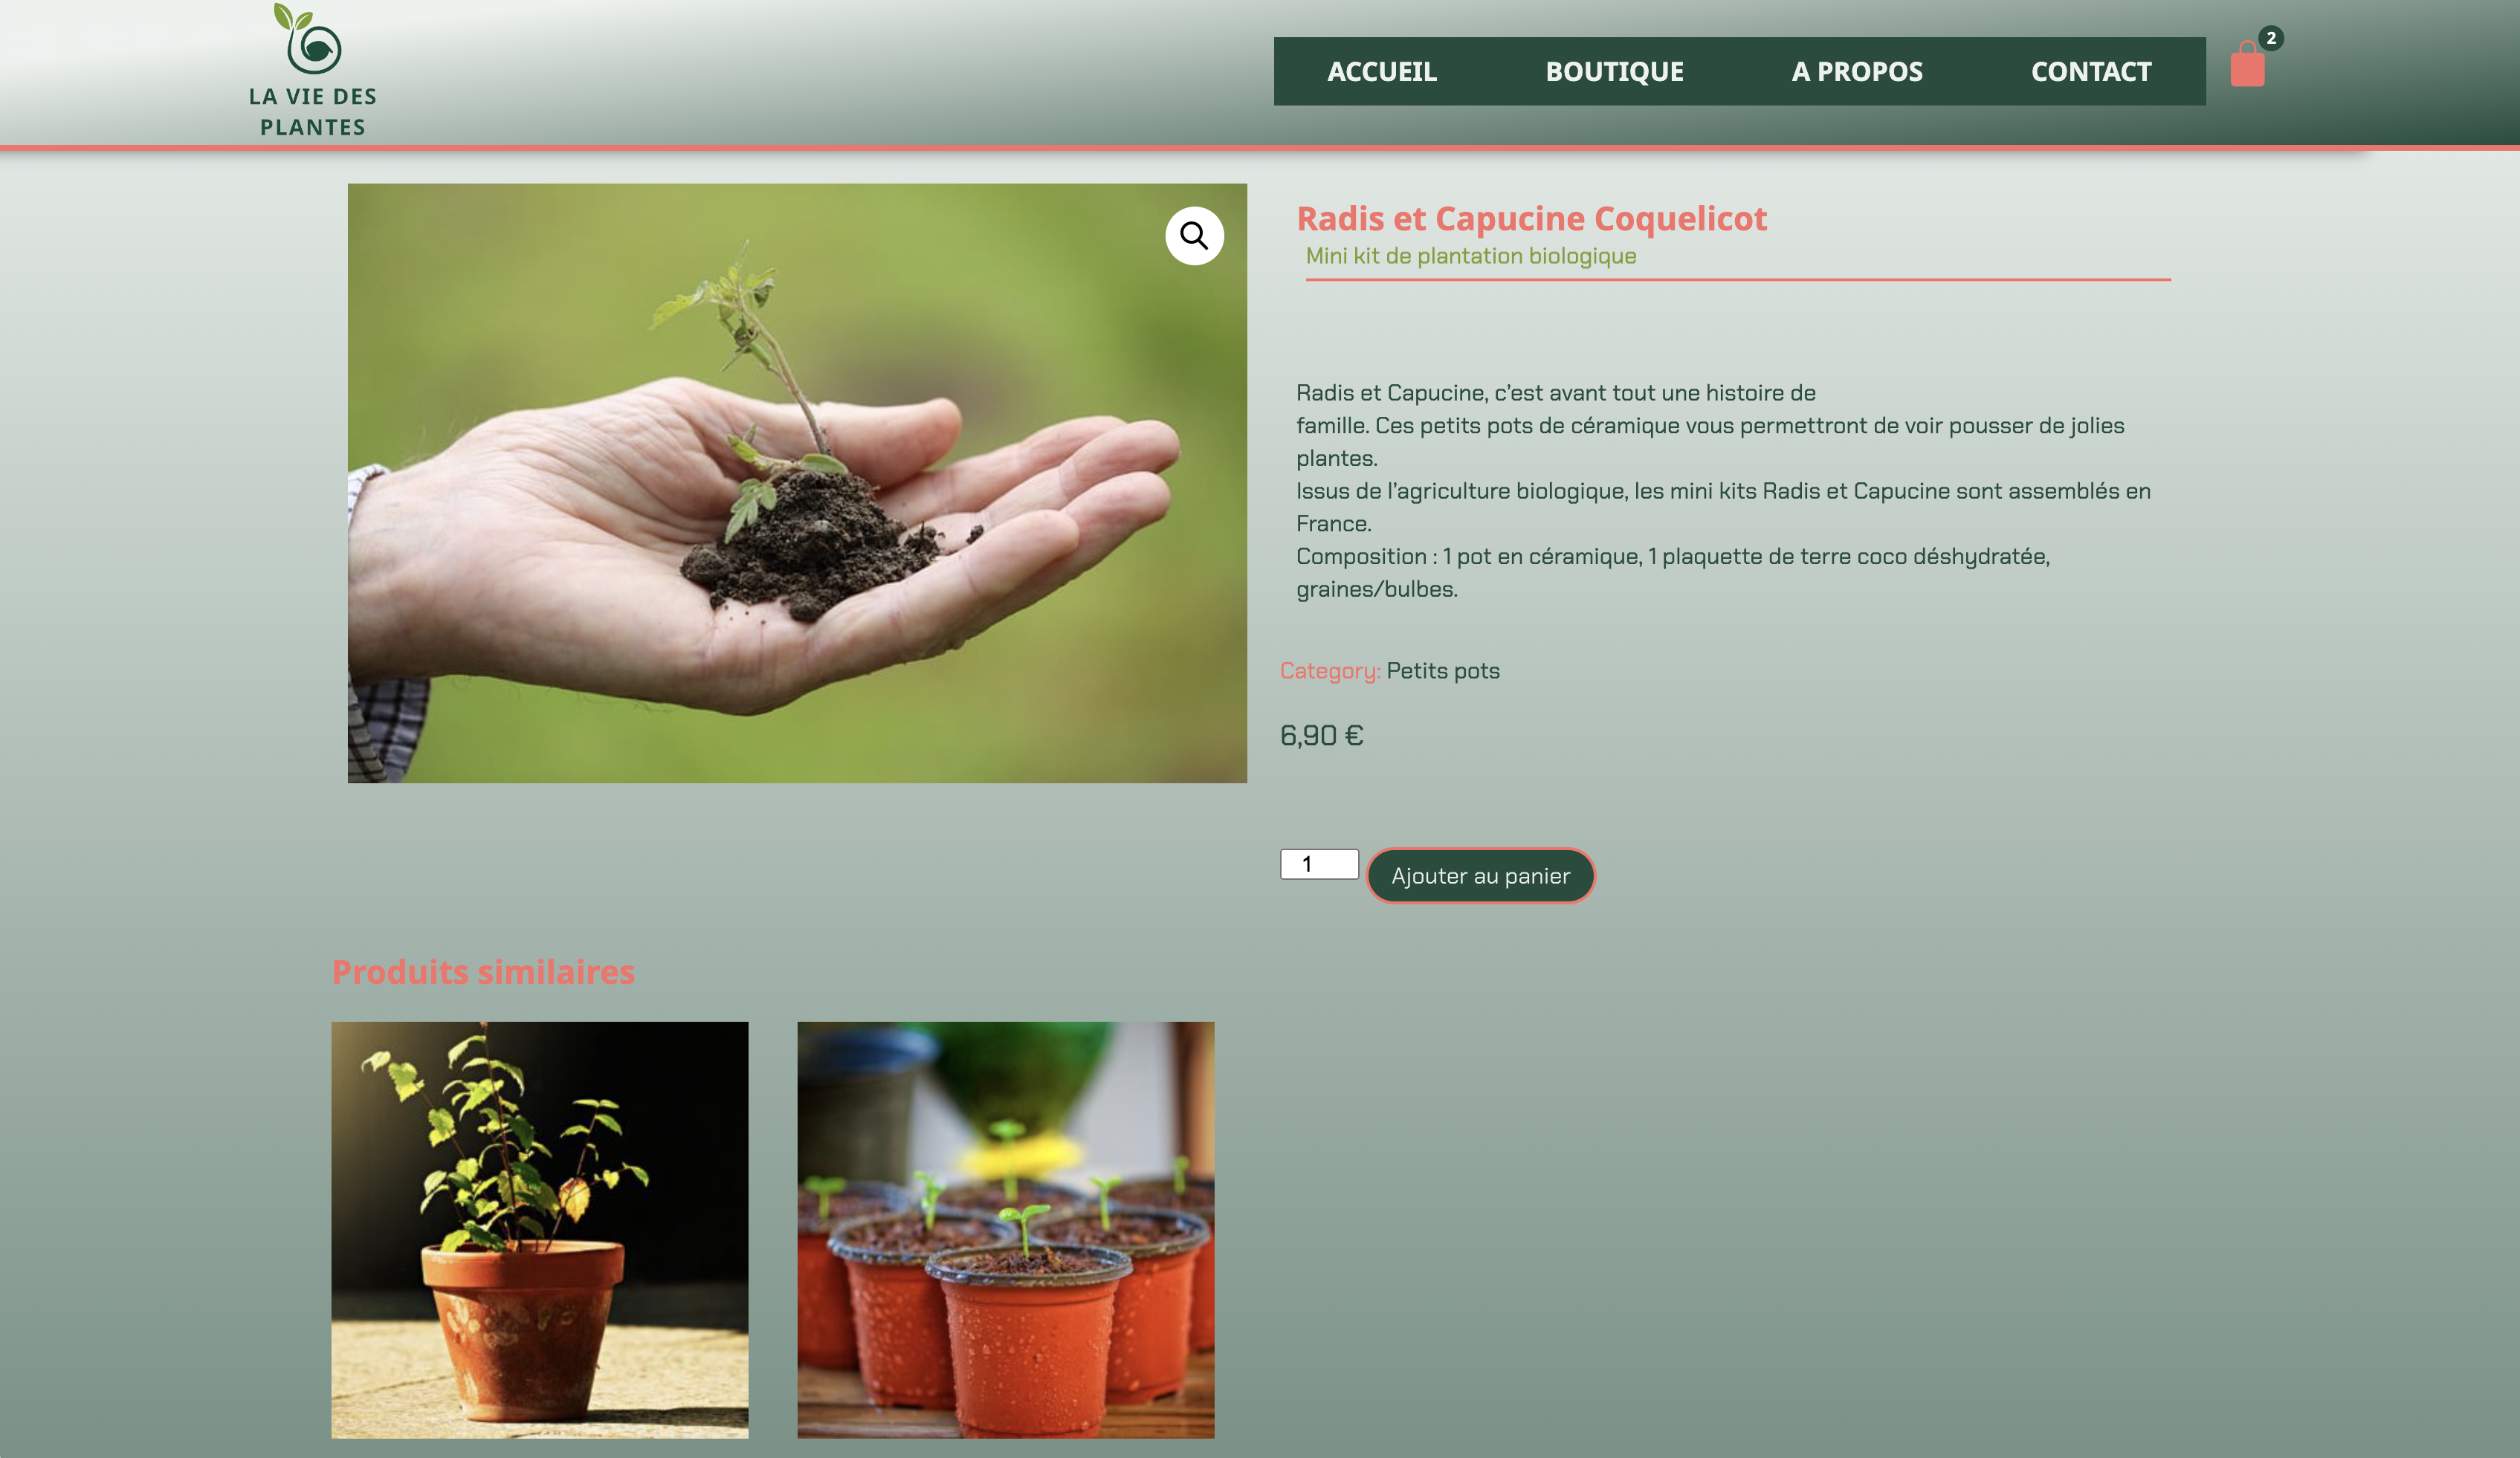 LA VIE DES
PLANTES
ACCUEIL
BOUTIQUE
A PROPOS
CONTACT
2
Radis et Capucine Coquelicot
Mini kit de plantation biologique
Radis et Capucine, c’est avant tout une histoire de
famille. Ces petits pots de céramique vous permettront de voir pousser de jolies
plantes.
Issus de l’agriculture biologique, les mini kits Radis et Capucine sont assemblés en
France.
Composition : 1 pot en céramique, 1 plaquette de terre coco déshydratée,
graines/bulbes.
Category: Petits pots
6,90 €
1
Ajouter au panier
Produits similaires